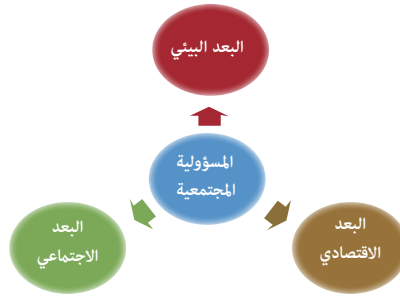 البعد البيئي
المسؤولية
المجتمعية
البعد
الاقتصادي
البعد
الاجتماعي